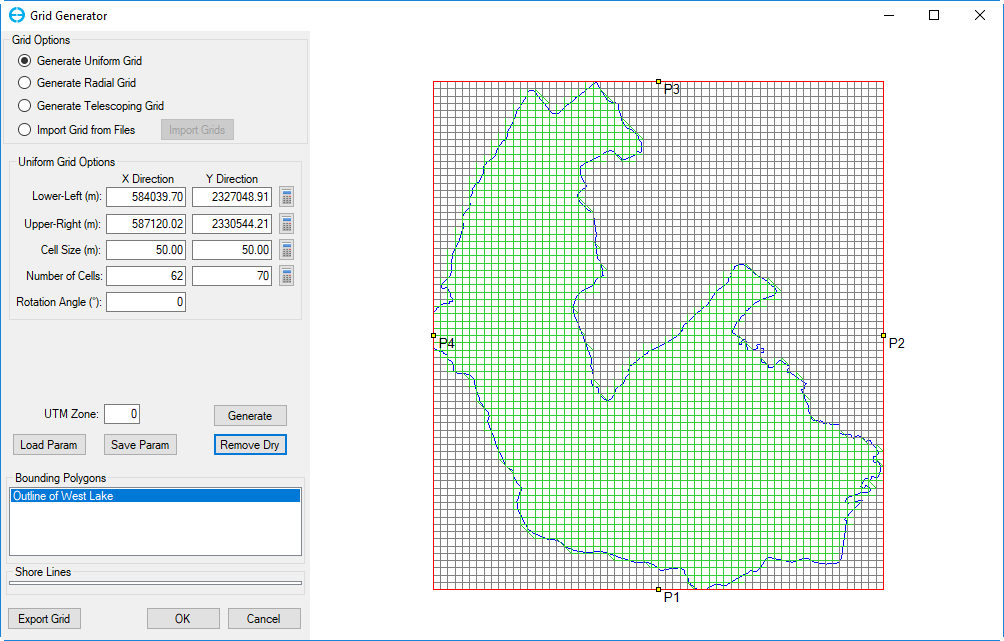 Grid Generator
Grid Options
Generate Uniform Grid
Generate Radial Grid
Generate Telescoping Grid
Import Grid from Files Import Grids
Uniform Grid Options
X Direction Y Direction
Lower-Left (m): 584039.70 2327048.91
Upper-Right (m): 587120.02 2330544.21
Cell Size (m): 50.00 50.00
Number of Cells: 62 70
Rotation Angle (°): 0
UTM Zone: 0 Generate
Load Param Save Param Remove Dry
Bounding Polygons
Outline of West Lake
Shore Lines
Export Grid OK Cancel
P3
P4
P2
P1